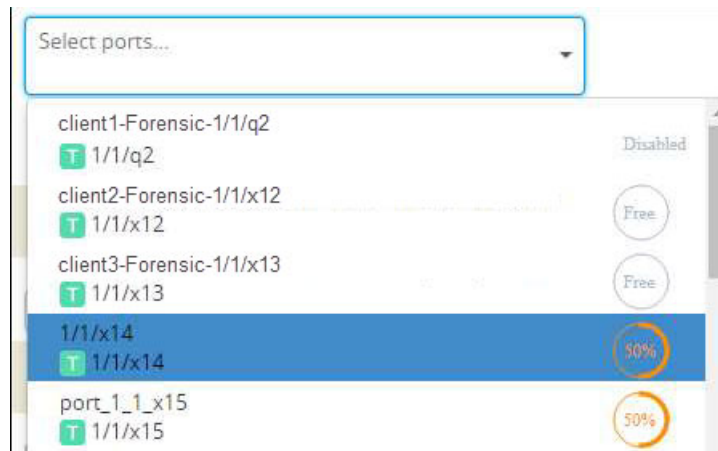 Select ports...
client1-Forensic-1/1/q2
T 1/1/q2
Disabled
client2-Forensic-1/1/x12
T 1/1/x12
Free
client3-Forensic-1/1/x13
T 1/1/x13
Free
1/1/x14
T 1/1/x14
50%
port_1_1_x15
T 1/1/x15
50%